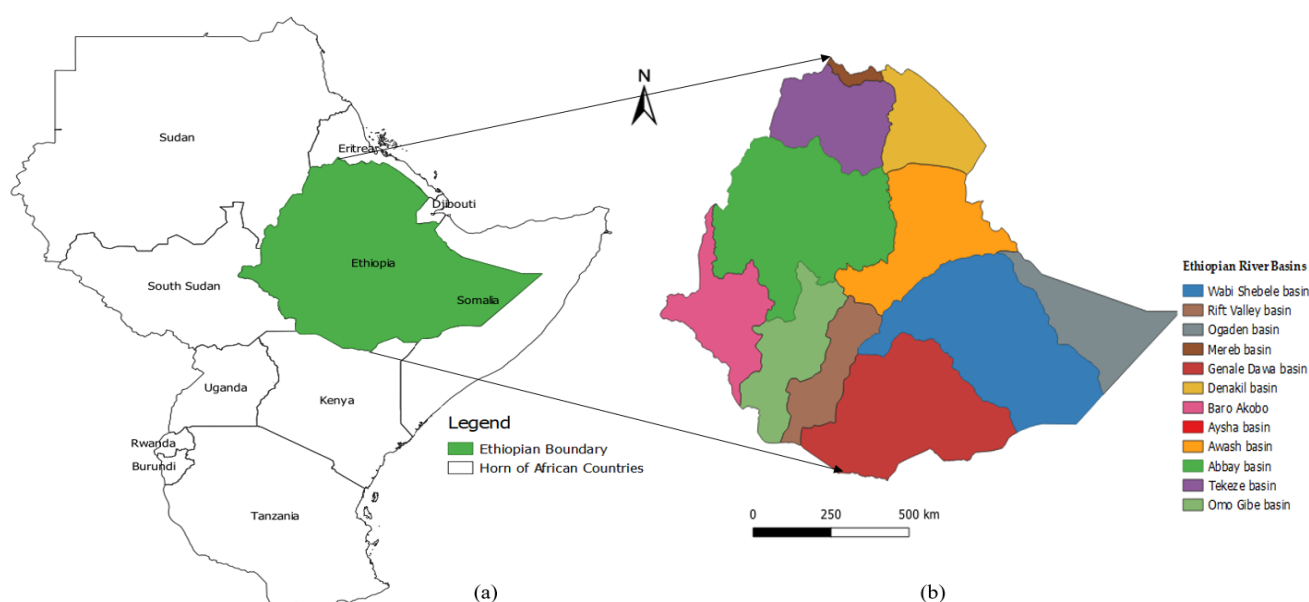 Sudan
Eritrea
Djibouti
Ethiopia
Somalia
South Sudan
Uganda
Kenya
Rwanda
Burundi
Tanzania
Legend
Ethiopian Boundary
Horn of African Countries
(a)
N
Ethiopian River Basins
Wabi Shebele basin
Rift Valley basin
Ogaden basin
Mereb basin
Genale Dawa basin
Denakil basin
Baro Akobo
Aysha basin
Awash basin
Abbay basin
Tekeze basin
Omo Gibe basin
0 250 500 km
(b)